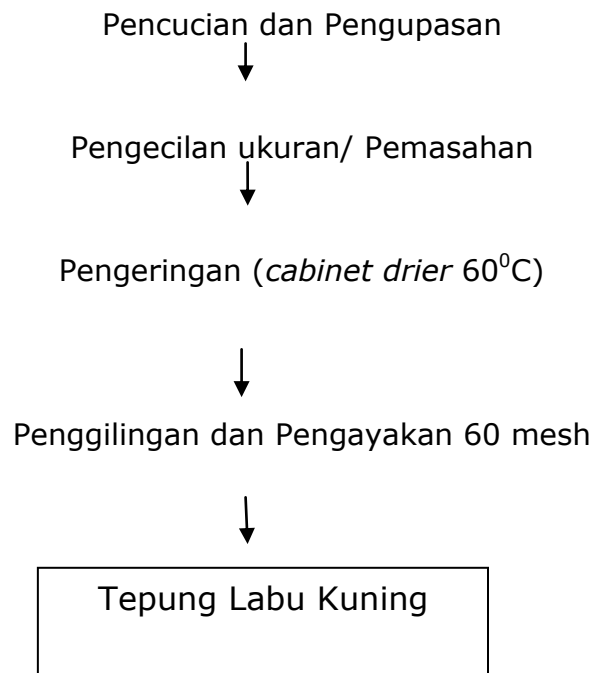 Pencucian dan Pengupasan
Pengecilan ukuran/ Pemasahan
Pengeringan (cabinet drier 60⁰C)
Penggilingan dan Pengayakan 60 mesh
Tepung Labu Kuning